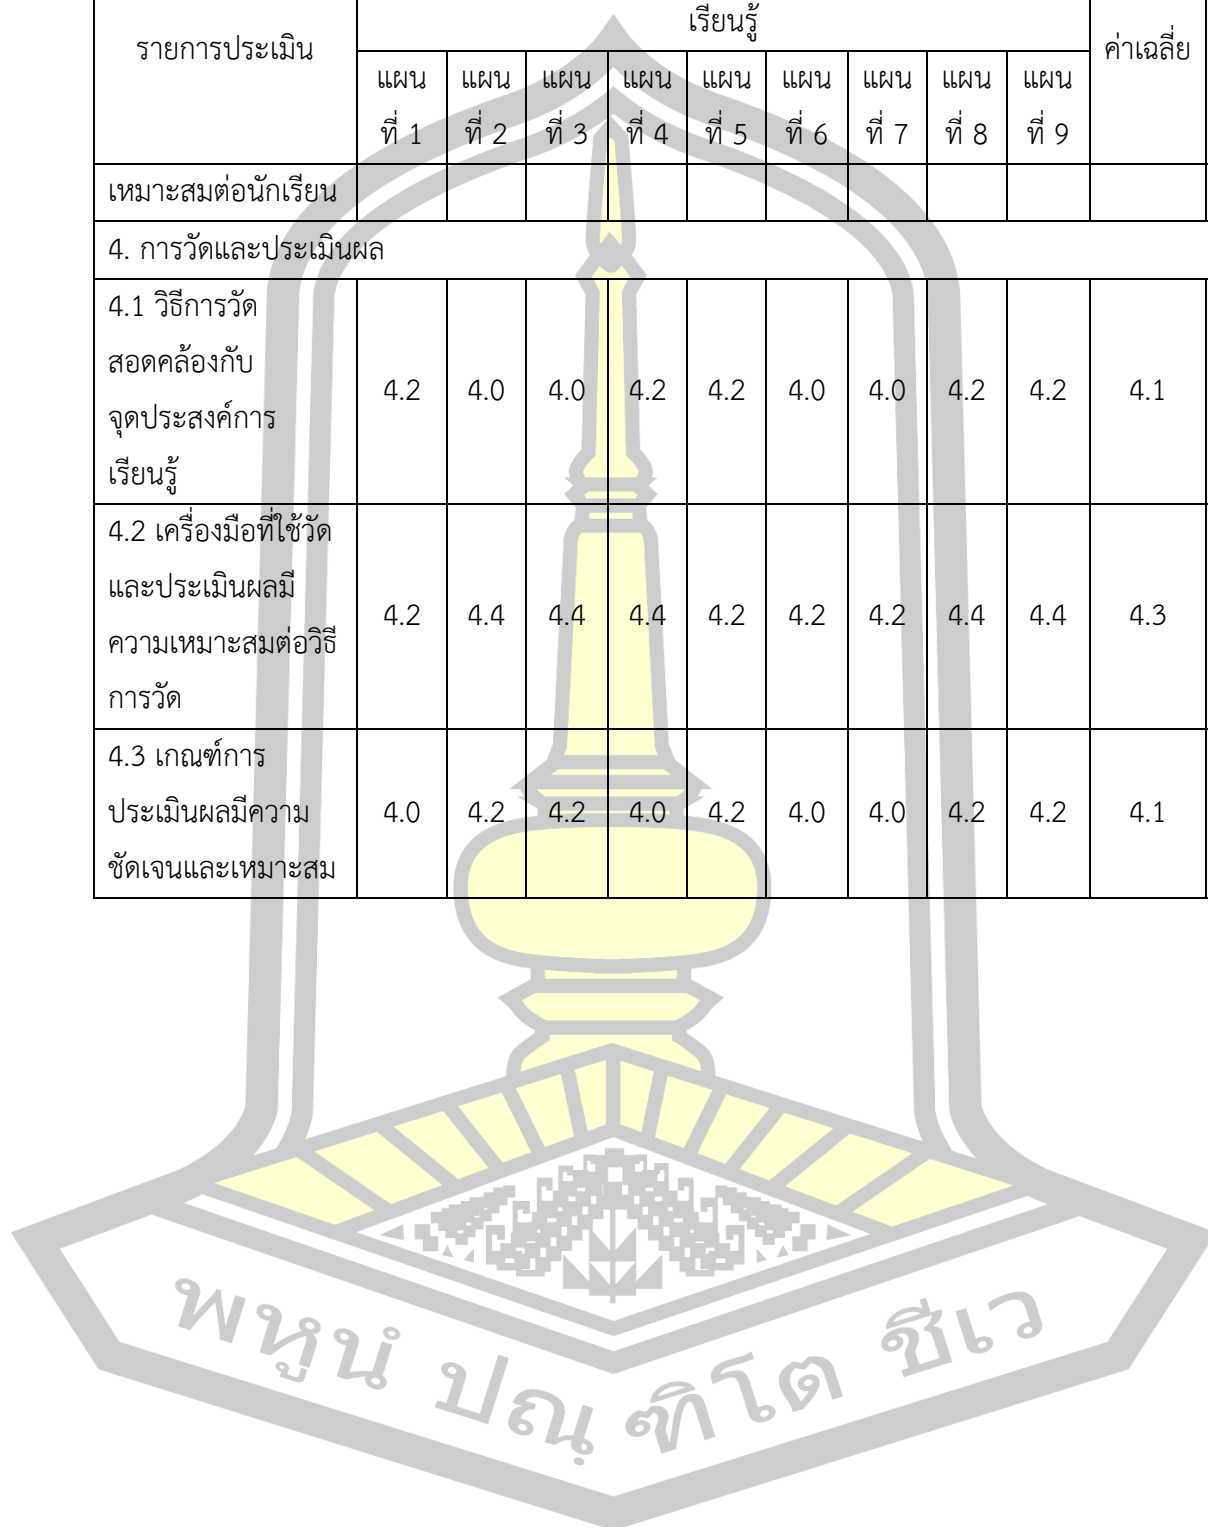 เรียนรู้
รายการประเมิน
ค่าเฉลี่ย
แผน แผน แผน แผน แผน แผน แผน แผน แผน
ที่ 1 ที่ 2 ที่ 3 ที่ 4 ที่ 5 ที่ 6 ที่ 7 ที่ 8 ที่ 9
เหมาะสมต่อนักเรียน
4. การวัดและประเมินผล
4.1 วิธีการวัด
สอดคล้องกับ
จุดประสงค์การ
เรียนรู้
4.2 4.0 4.0 4.2 4.2 4.0 4.0 4.2 4.2 4.1
4.2 เครื่องมือที่ใช้วัด
และประเมินผลมี
ความเหมาะสมต่อวิธี
การวัด
4.2 4.4 4.4 4.4 4.2 4.2 4.2 4.4 4.4 4.3
4.3 เกณฑ์การ
ประเมินผลมีความ
ชัดเจนและเหมาะสม
4.0 4.2 4.2 4.0 4.2 4.0 4.0 4.2 4.2 4.1
พหูนํ ปณฺฑิโต ชีเว